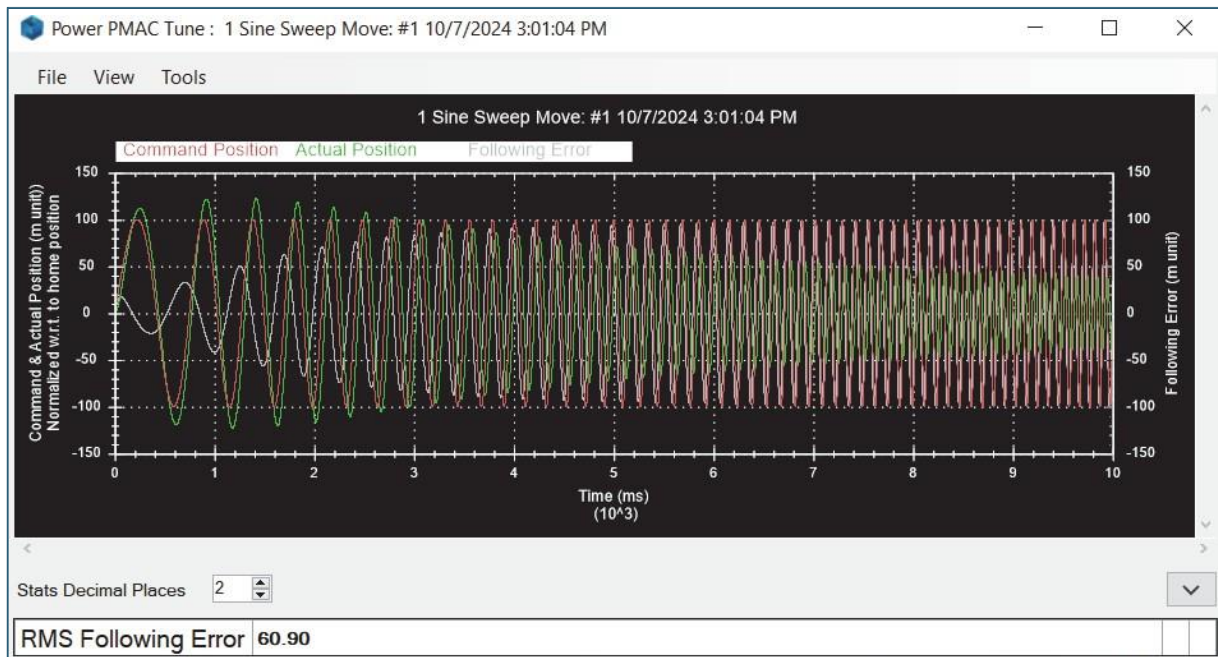 Power PMAC Tune : 1 Sine Sweep Move: #1 10/7/2024 3:01:04 PM
File View Tools
1 Sine Sweep Move: #1 10/7/2024 3:01:04 PM
Command Position Actual Position Following Error
Command & Actual Position (m unit))
Normalized w.r.t. to home position
150
100
50
0
-50
-100
-150
150
100
50
0
-50
-100
-150
Following Error (m unit)
0 1 2 3 4 5 6 7 8 9 10
Time (ms)
(10^3)
Stats Decimal Places 2
RMS Following Error 60.90